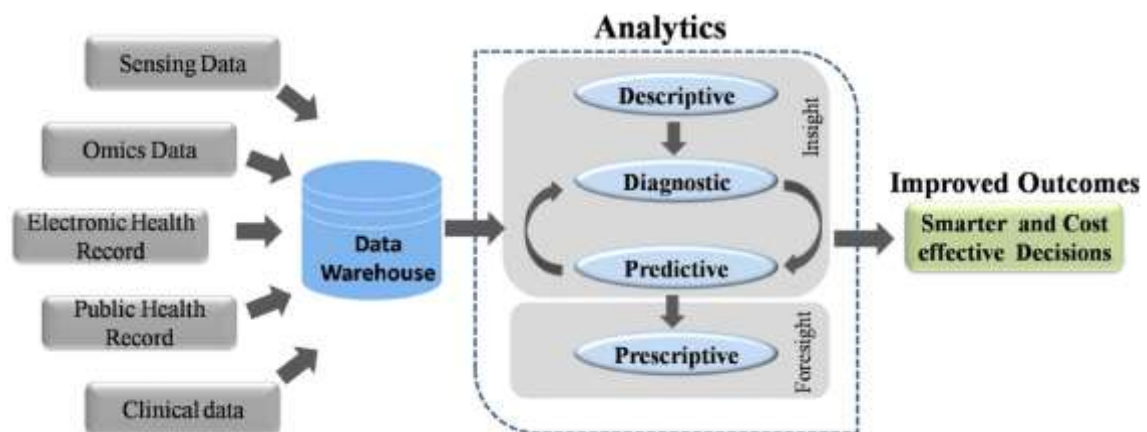 Sensing Data
Omics Data
Electronic Health
Record
Public Health
Record
Clinical data
Data
Warehouse
Analytics
Descriptive
Diagnostic
Predictive
Insight
Prescriptive
Foresight
Improved Outcomes
Smarter and Cost
effective Decisions